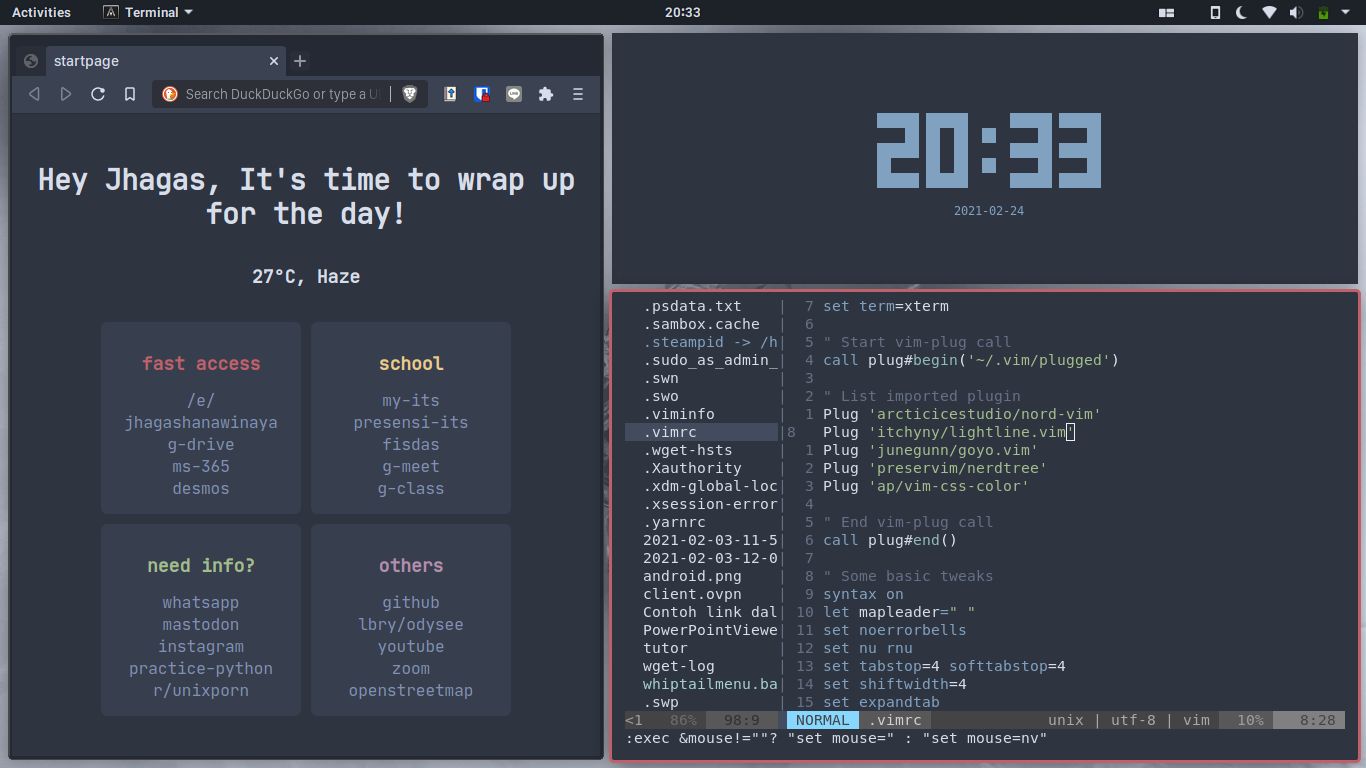 Activities
Terminal
20:33
startpage
Search DuckDuckGo or type a U
Hey Jhagas, It's time to wrap up
for the day!
27°C, Haze
fast access
/e/
jhagashanawinaya
g-drive
ms-365
desmos
school
my-its
presensi-its
fisdas
g-meet
g-class
need info?
whatsapp
mastodon
instagram
practice-python
r/unixporn
others
github
lbry/odysee
youtube
zoom
openstreetmap
20:33
2021-02-24
.psdata.txt
.sambox.cache
.steampid -> /h
.sudo_as_admin_
.swn
.swo
.viminfo
.vimrc
.wget-hsts
.Xauthority
.xdm-global-loc
.xsession-error
.yarnrc
2021-02-03-11-5
2021-02-03-12-0
android.png
client.ovpn
Contoh link dal
PowerPointViewe
tutor
wget-log
whiptailmenu.ba
.swp
<1 86% 98:9
7 set term=xterm
6
5 " Start vim-plug call
4 call plug#begin('~/.vim/plugged')
3
2 " List imported plugin
1 Plug 'arcticicestudio/nord-vim'
8 Plug 'itchyny/lightline.vim'
1 Plug 'junegunn/goyo.vim'
2 Plug 'preservim/nerdtree'
3 Plug 'ap/vim-css-color'
4
5 " End vim-plug call
6 call plug#end()
7
8 " Some basic tweaks
9 syntax on
10 let mapleader=" "
11 set noerrorbells
12 set nu rnu
13 set tabstop=4 softtabstop=4
14 set shiftwidth=4
15 set expandtab
NORMAL .vimrc unix | utf-8 | vim 10% 8:28
:exec &mouse!=""? "set mouse=" : "set mouse=nv"